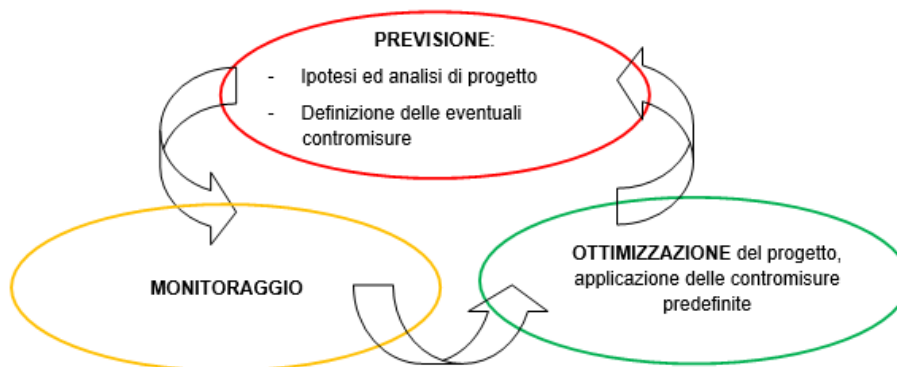 PREVISIONE:
- Ipotesi ed analisi di progetto
- Definizione delle eventuali
contromisure
MONITORAGGIO
OTTIMIZZAZIONE del progetto,
applicazione delle contromisure
predefinite